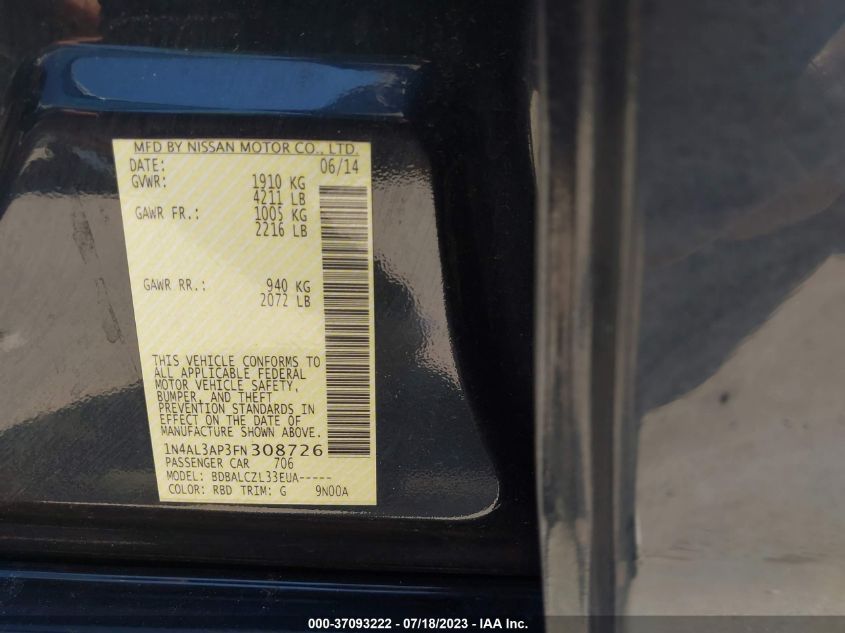 MFD BY NISSAN MOTOR CO., LTD.
DATE: 06/14
GVWR: 1910 KG
4211 LB
GAWR FR.: 1005 KG
2216 LB
GAWR RR.: 940 KG
2072 LB
THIS VEHICLE CONFORMS TO
ALL APPLICABLE FEDERAL
MOTOR VEHICLE SAFETY,
BUMPER, AND THEFT
PREVENTION STANDARDS IN
EFFECT ON THE DATE OF
MANUFACTURE SHOWN ABOVE.
1N4AL3AP3FN308726
PASSENGER CAR 706
MODEL: BDBALCZL33EUA-----
COLOR: RBD TRIM: G 9N00A
000-37093222 - 07/18/2023 - IAA Inc.